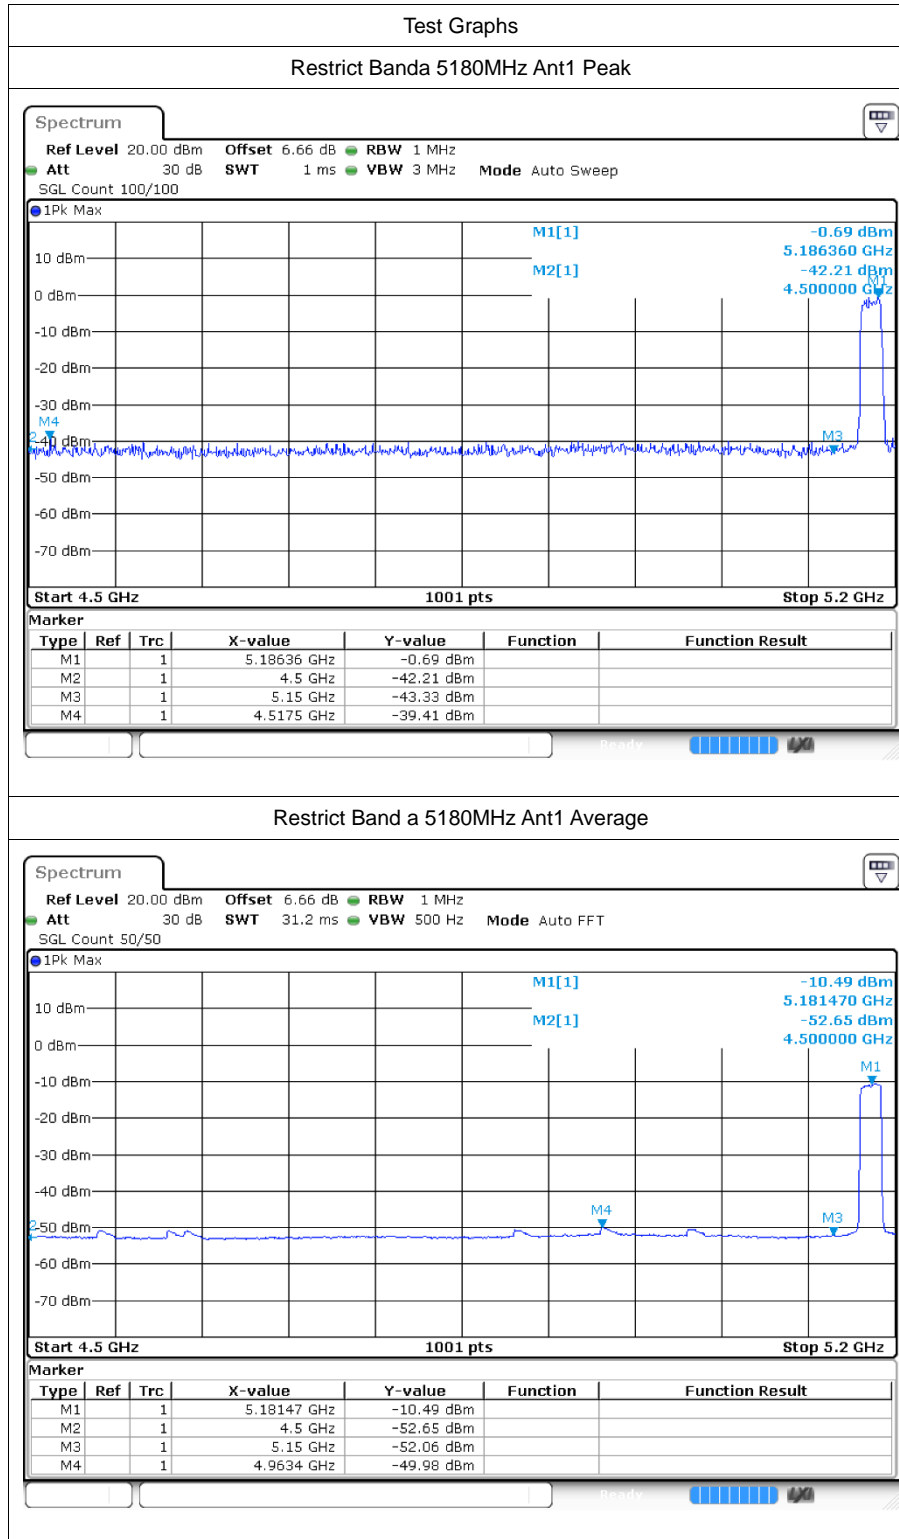 Test Graphs
Restrict Banda 5180MHz Ant1 Peak
Spectrum
Ref Level 20.00 dBm Offset 6.66 dB RBW 1 MHz
Att 30 dB SWT 1 ms VBW 3 MHz Mode Auto Sweep
SGL Count 100/100
1Pk Max
M1[1] -0.69 dBm
5.186360 GHz
M2[1] -42.21 dBm
4.500000 GHz
M1
10 dBm
0 dBm
-10 dBm
-20 dBm
-30 dBm
M4
2
-40 dBm
M3
-50 dBm
-60 dBm
-70 dBm
Start 4.5 GHz 1001 pts Stop 5.2 GHz
Marker
Type Ref Trc X-value Y-value Function Function Result
M1 1 5.18636 GHz -0.69 dBm
M2 1 4.5 GHz -42.21 dBm
M3 1 5.15 GHz -43.33 dBm
M4 1 4.5175 GHz -39.41 dBm
Ready LXI
Restrict Band a 5180MHz Ant1 Average
Spectrum
Ref Level 20.00 dBm Offset 6.66 dB RBW 1 MHz
Att 30 dB SWT 31.2 ms VBW 500 Hz Mode Auto FFT
SGL Count 50/50
1Pk Max
M1[1] -10.49 dBm
5.181470 GHz
M2[1] -52.65 dBm
4.500000 GHz
10 dBm
0 dBm
M1
-10 dBm
-20 dBm
-30 dBm
-40 dBm
M4
M3
2
-50 dBm
-60 dBm
-70 dBm
Start 4.5 GHz 1001 pts Stop 5.2 GHz
Marker
Type Ref Trc X-value Y-value Function Function Result
M1 1 5.18147 GHz -10.49 dBm
M2 1 4.5 GHz -52.65 dBm
M3 1 5.15 GHz -52.06 dBm
M4 1 4.9634 GHz -49.98 dBm
Ready LXI